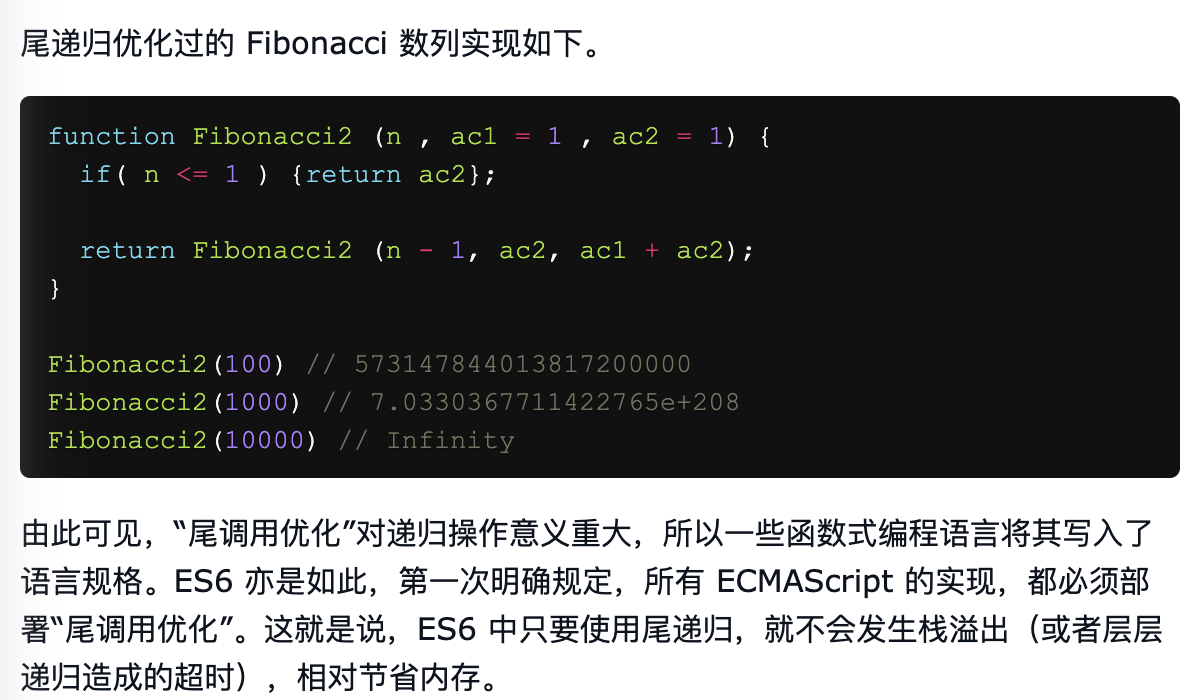 尾递归优化过的 Fibonacci 数列实现如下。
function Fibonacci2 (n , ac1 = 1 , ac2 = 1) {
  if( n <= 1 ) {return ac2};
  return Fibonacci2 (n - 1, ac2, ac1 + ac2);
}
Fibonacci2(100) // 573147844013817200000
Fibonacci2(1000) // 7.0330367711422765e+208
Fibonacci2(10000) // Infinity
由此可见，“尾调用优化”对递归操作意义重大，所以一些函数式编程语言将其写入了
语言规格。ES6 亦是如此，第一次明确规定，所有 ECMAScript 的实现，都必须部
署“尾调用优化”。这就是说，ES6 中只要使用尾递归，就不会发生栈溢出（或者层层
递归造成的超时），相对节省内存。